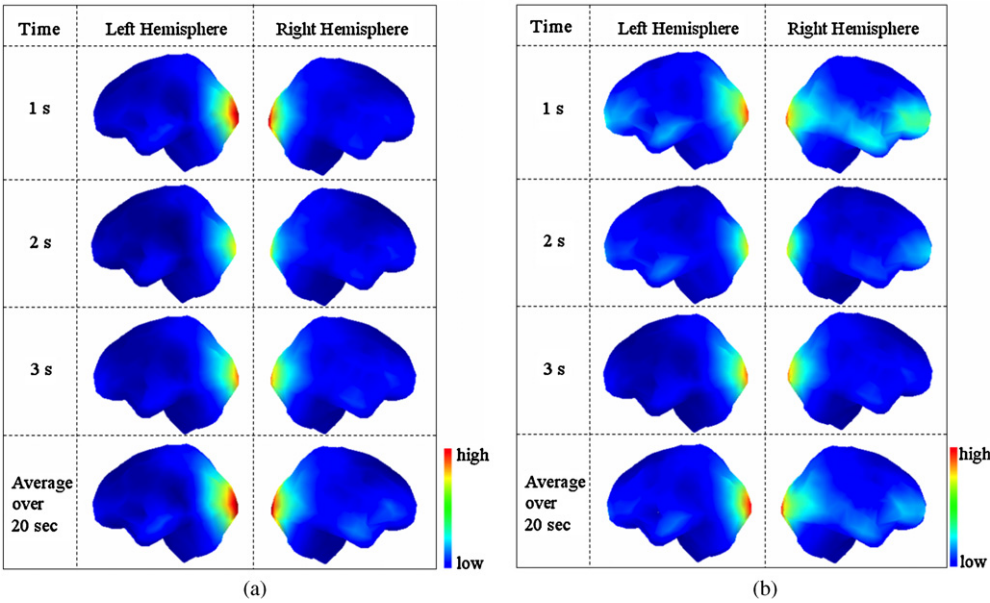 Time Left Hemisphere Right Hemisphere
1 s
2 s
3 s
Average
over
20 sec
high
low
(a)
Time Left Hemisphere Right Hemisphere
1 s
2 s
3 s
Average
over
20 sec
high
low
(b)